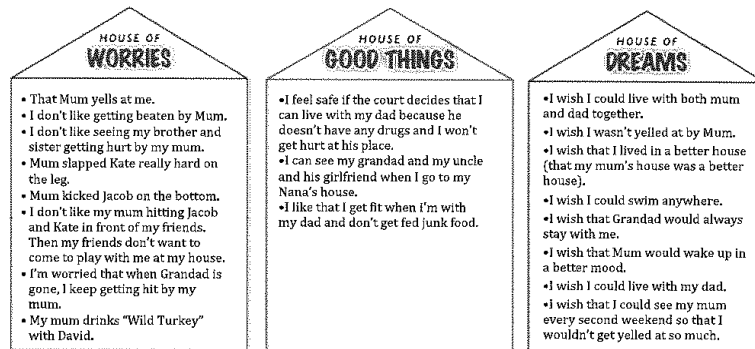 HOUSE OF
WORRIES
• That Mum yells at me.
• I don't like getting beaten by Mum.
• I don't like seeing my brother and
sister getting hurt by my mum.
• Mum slapped Kate really hard on
the leg.
• Mum kicked Jacob on the bottom.
• I don't like my mum hitting Jacob
and Kate in front of my friends.
Then my friends don't want to
come to play with me at my house.
• I'm worried that when Grandad is
gone, I keep getting hit by my
mum.
• My mum drinks "Wild Turkey"
with David.
HOUSE OF
GOOD THINGS
•I feel safe if the court decides that I
can live with my dad because he
doesn't have any drugs and I won't
get hurt at his place.
•I can see my grandad and my uncle
and his girlfriend when I go to my
Nana's house.
•I like that I get fit when i'm with
my dad and don't get fed junk food.
HOUSE OF
DREAMS
•I wish I could live with both mum
and dad together.
•I wish I wasn't yelled at by Mum.
•I wish that I lived in a better house
(that my mum's house was a better
house).
•I wish I could swim anywhere.
•I wish that Grandad would always
stay with me.
•I wish that Mum would wake up in
a better mood.
•I wish I could live with my dad.
•I wish that I could see my mum
every second weekend so that I
wouldn't get yelled at so much.